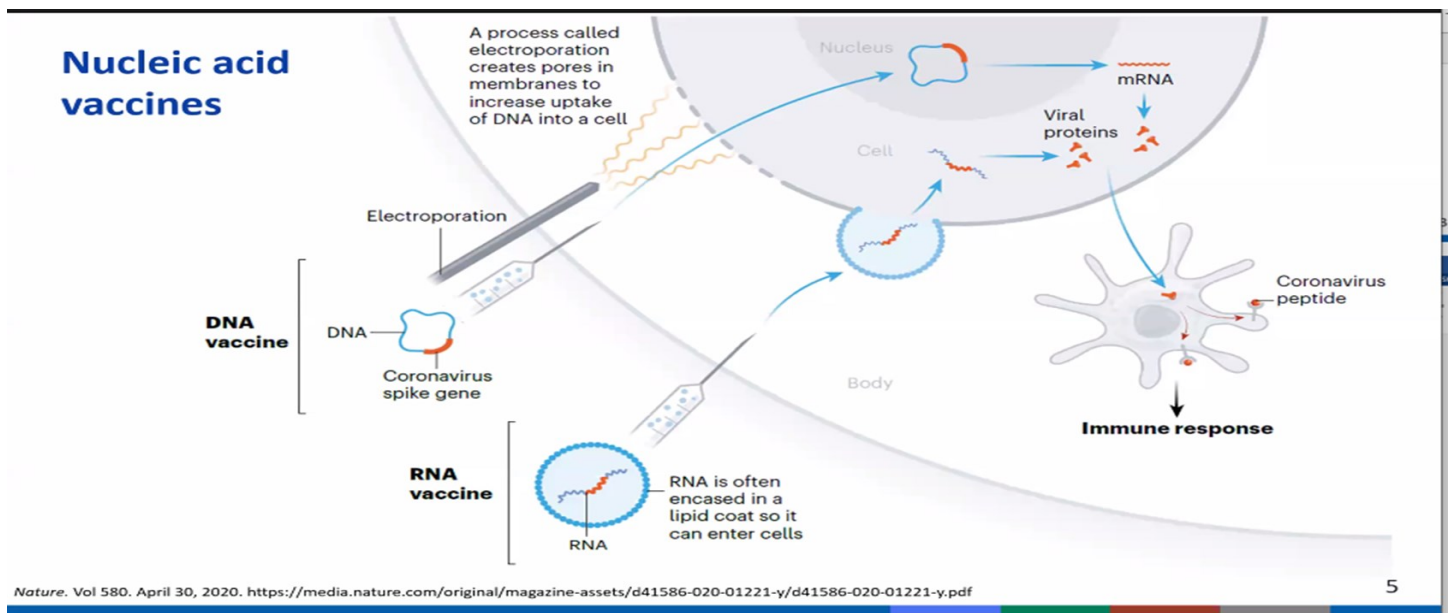 Nucleic acid
vaccines
A process called
electroporation
creates pores in
membranes to
increase uptake
of DNA into a cell
Nucleus
mRNA
Viral
proteins
Cell
Electroporation
DNA
vaccine
DNA
Coronavirus
spike gene
Coronavirus
peptide
Body
Immune response
RNA
vaccine
RNA is often
encased in a
lipid coat so it
can enter cells
RNA
Nature. Vol 580. April 30, 2020. https://media.nature.com/original/magazine-assets/d41586-020-01221-y/d41586-020-01221-y.pdf
5